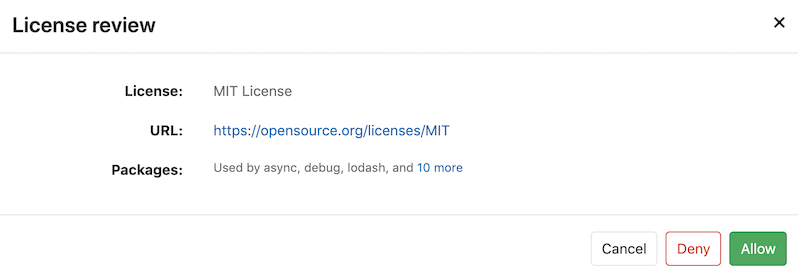 License review ×
License: MIT License
URL: https://opensource.org/licenses/MIT
Packages: Used by async, debug, lodash, and 10 more
Cancel Deny Allow